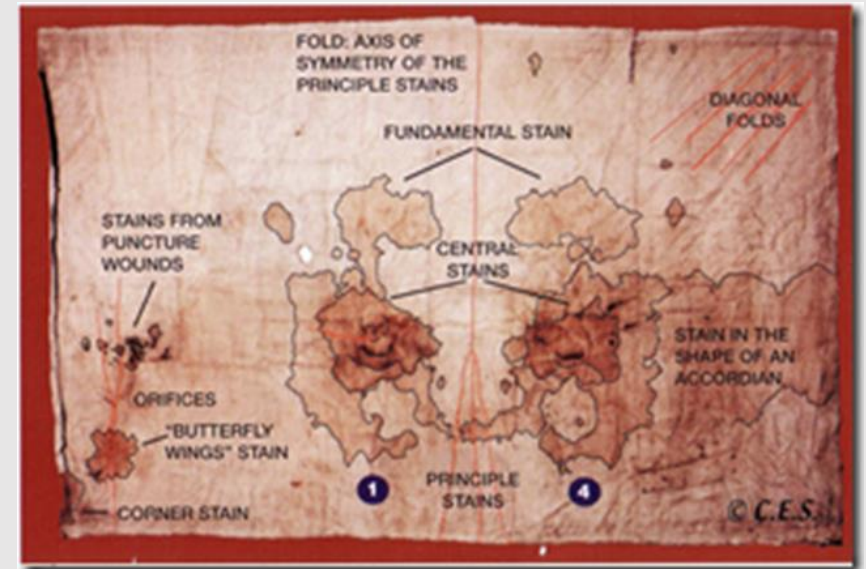 FOLD: AXIS OF
SYMMETRY OF THE
PRINCIPLE STAINS
DIAGONAL
FOLDS
FUNDAMENTAL STAIN
STAINS FROM
PUNCTURE
WOUNDS
CENTRAL
STAINS
STAIN IN THE
SHAPE OF AN
ACCORDIAN
ORIFICES
"BUTTERFLY
WINGS" STAIN
PRINCIPLE
STAINS
1
4
CORNER STAIN
© C.E.S.